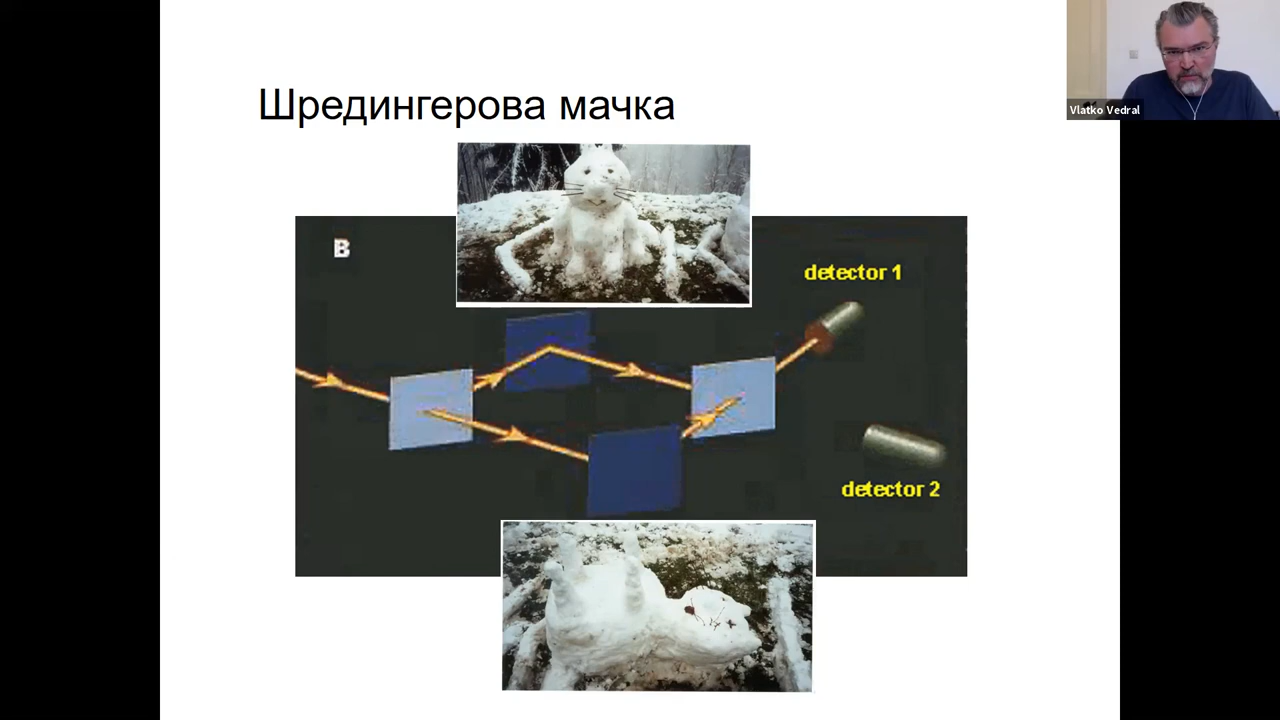 Vlatko Vedral
Шредингерова мачка
B
detector 1
detector 2